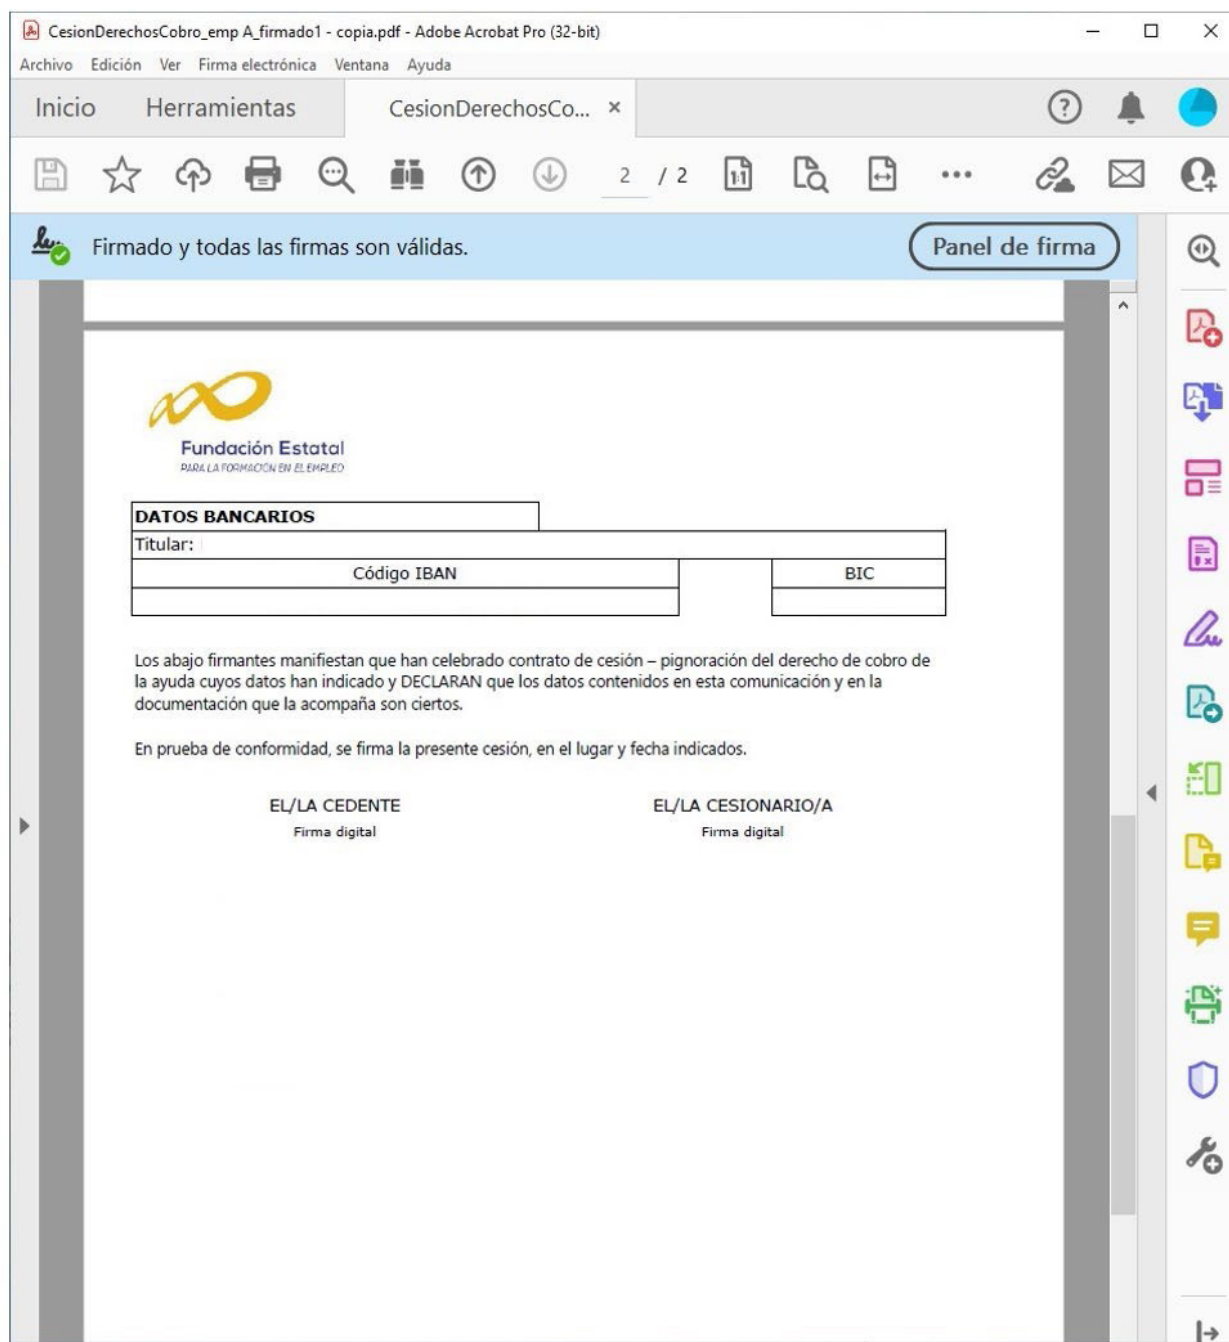 CesionDerechosCobro_emp A_firmado1 - copia.pdf - Adobe Acrobat Pro (32-bit)
Archivo Edición Ver Firma electrónica Ventana Ayuda
Inicio Herramientas CesionDerechosCo... ×
2 / 2
Firmado y todas las firmas son válidas. Panel de firma
Fundación Estatal
PARA LA FORMACIÓN EN EL EMPLEO
DATOS BANCARIOS
Titular:
Código IBAN BIC
Los abajo firmantes manifiestan que han celebrado contrato de cesión – pignoración del derecho de cobro de
la ayuda cuyos datos han indicado y DECLARAN que los datos contenidos en esta comunicación y en la
documentación que la acompaña son ciertos.
En prueba de conformidad, se firma la presente cesión, en el lugar y fecha indicados.
EL/LA CEDENTE EL/LA CESIONARIO/A
Firma digital Firma digital